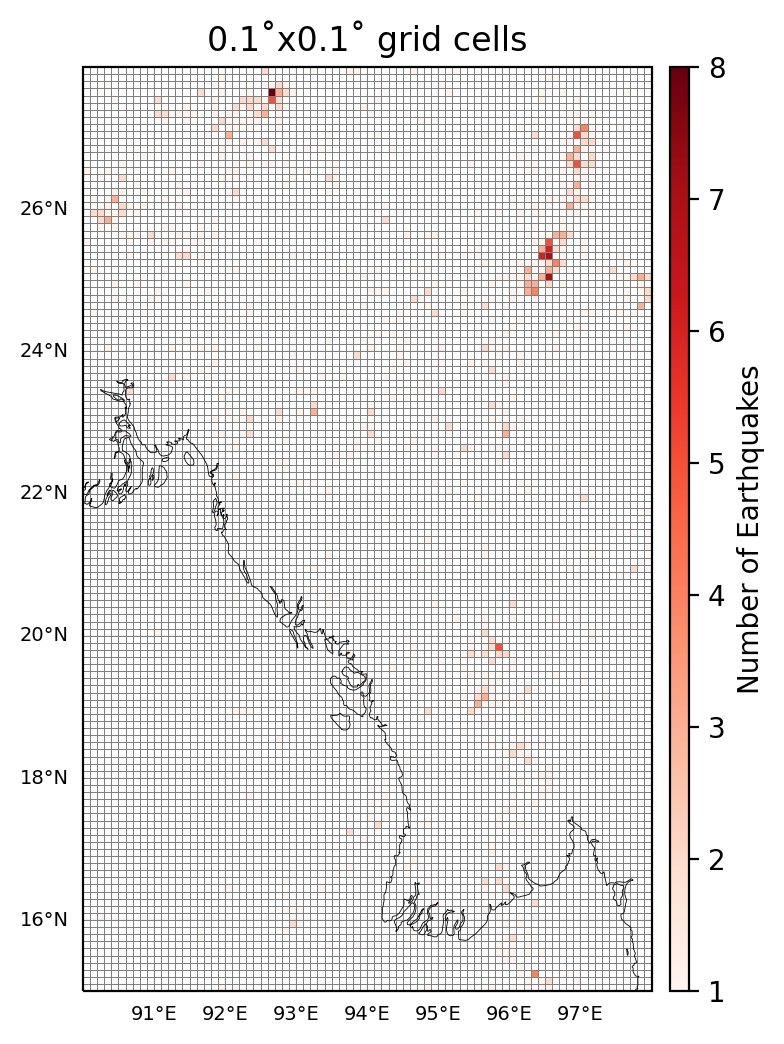 0.1˚x0.1˚ grid cells
26°N
24°N
22°N
20°N
18°N
16°N
91°E 92°E 93°E 94°E 95°E 96°E 97°E
8
7
6
5
4
3
2
1
Number of Earthquakes